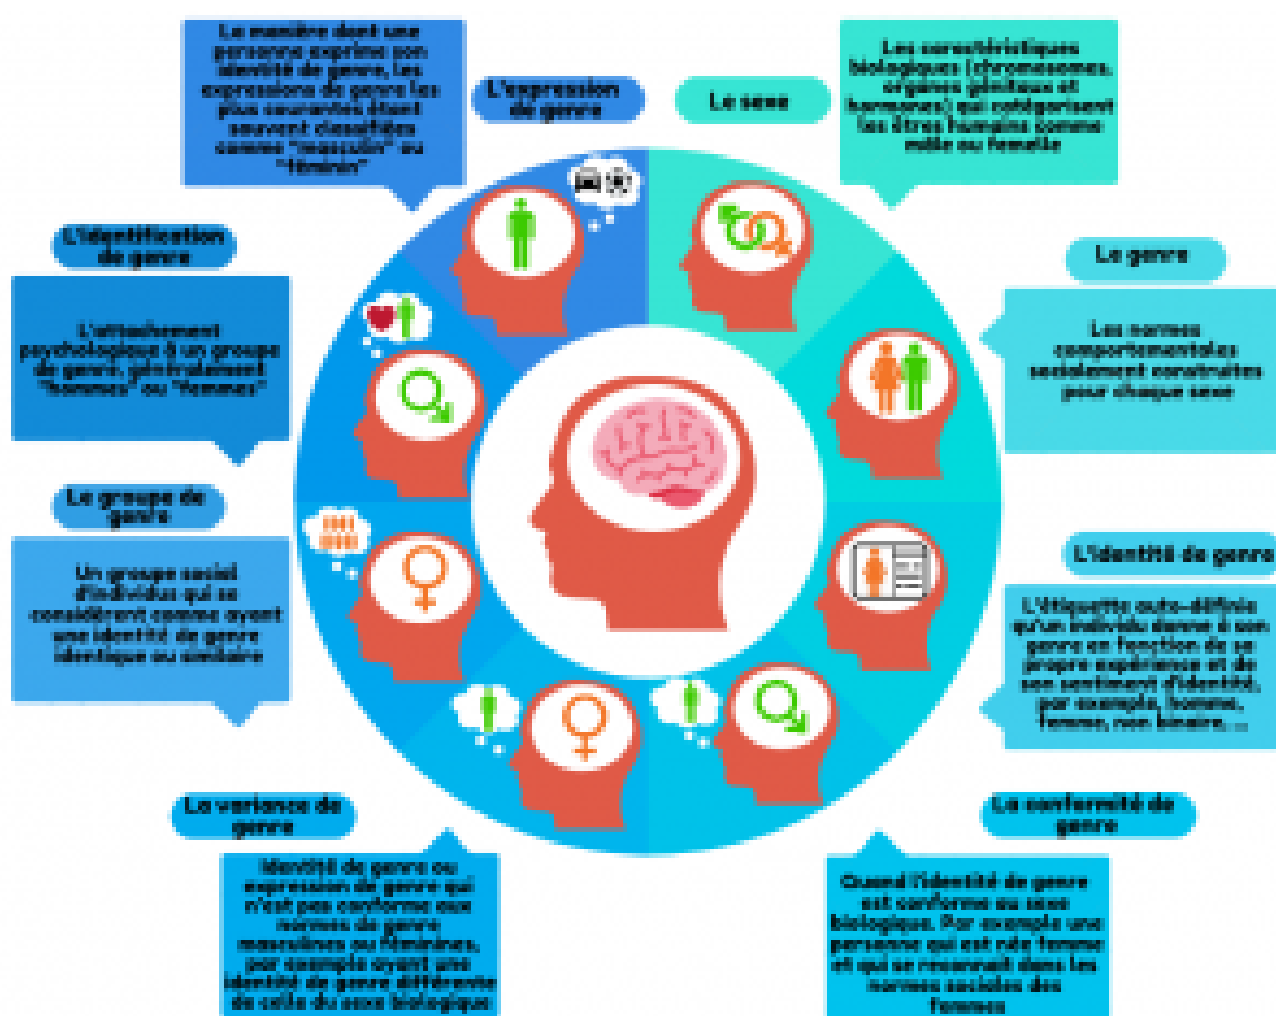 La manière dont une
personne exprime son
identité de genre, les
expressions de genre les
plus courantes étant
souvent classifiées
comme "masculin" ou
"féminin"
L'expression
de genre
Le sexe
Les caractéristiques
biologiques (chromosomes,
organes génitaux et
hormones) qui catégorisent
les êtres humains comme
mâle ou femelle
L'identification
de genre
L'attachement
psychologique à un groupe
de genre, généralement
"hommes" ou "femmes"
Le genre
Les normes
comportementales
socialement construites
pour chaque sexe
Le groupe de
genre
Un groupe social
d'individus qui se
considèrent comme ayant
une identité de genre
identique ou similaire
L'identité de genre
L'étiquette auto-définie
qu'un individu donne à son
genre en fonction de sa
propre expérience et de
son sentiment d'identité,
par exemple, homme,
femme, non binaire, ...
La variance de
genre
Identité de genre ou
expression de genre qui
n'est pas conforme aux
normes de genre
masculines ou féminines,
par exemple ayant une
identité de genre différente
de celle du sexe biologique
La conformité de
genre
Quand l'identité de genre
est conforme au sexe
biologique. Par exemple une
personne qui est née femme
et qui se reconnait dans les
normes sociales des
femmes